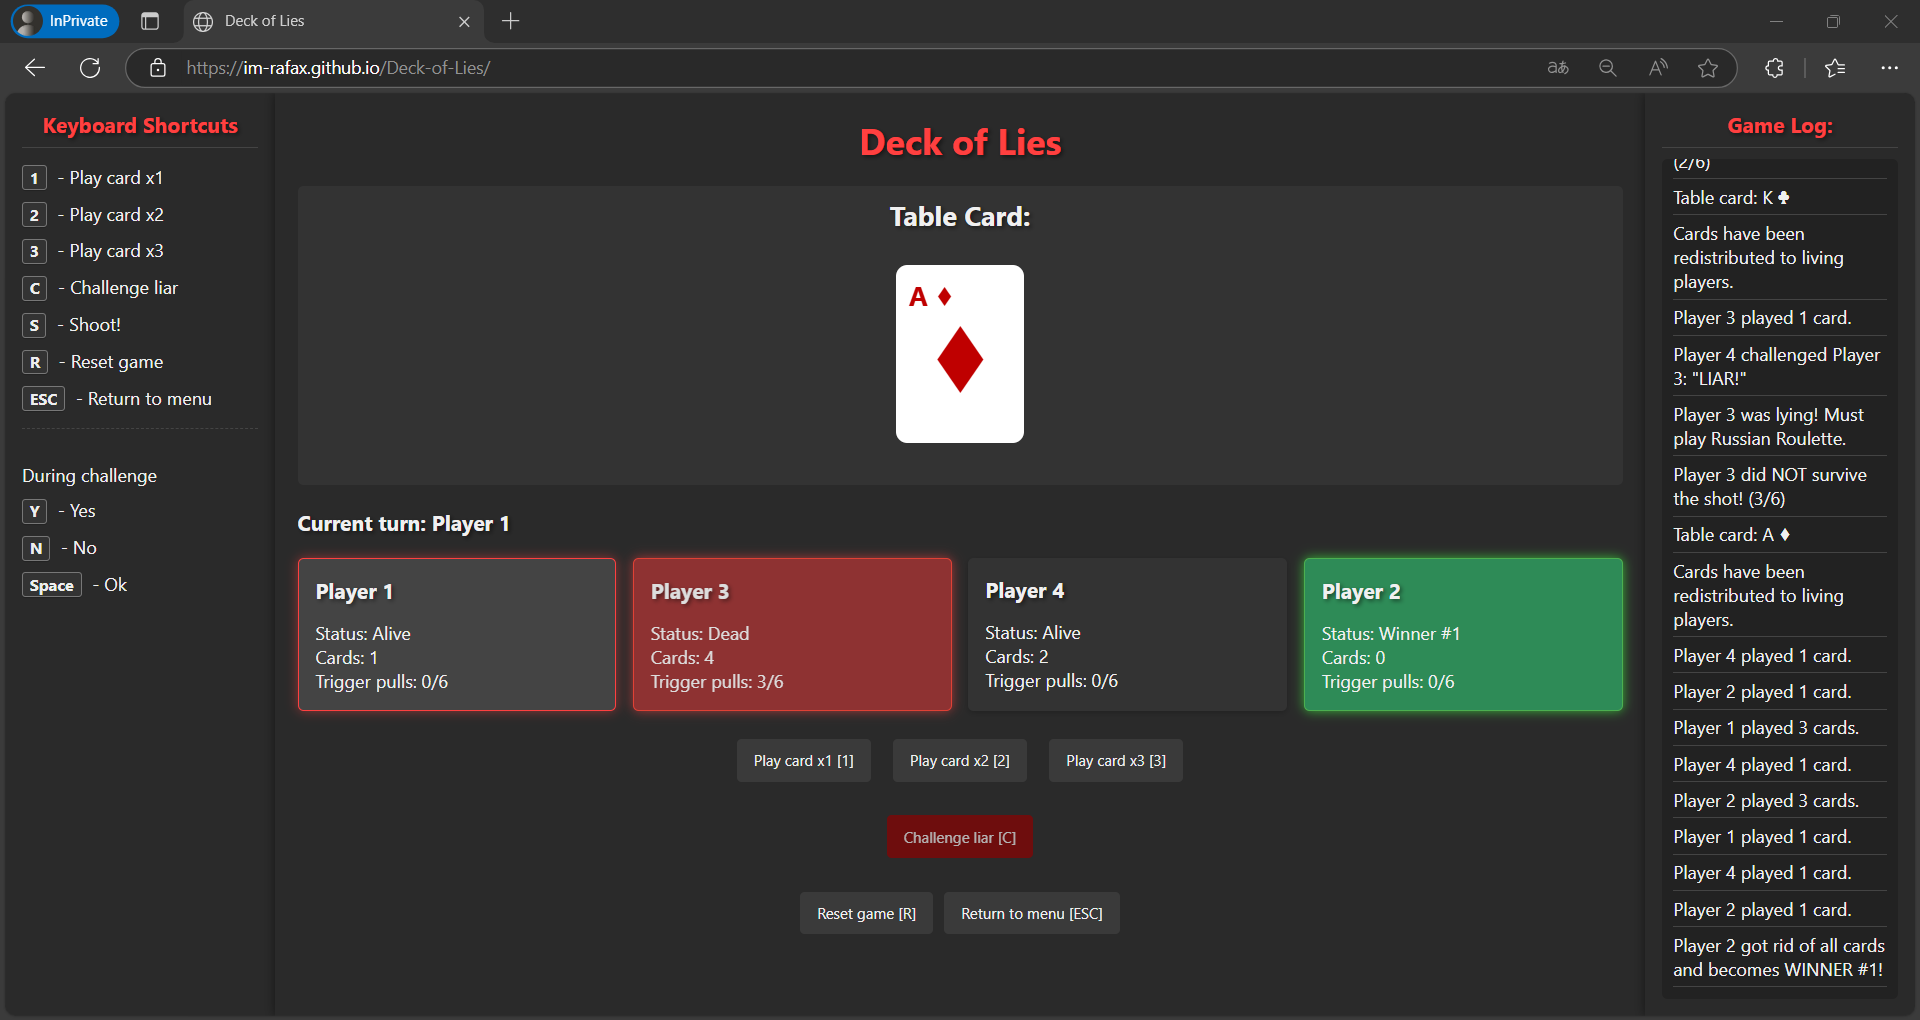 InPrivate
Deck of Lies
https://im-rafax.github.io/Deck-of-Lies/
Keyboard Shortcuts
1 - Play card x1
2 - Play card x2
3 - Play card x3
C - Challenge liar
S - Shoot!
R - Reset game
ESC - Return to menu
During challenge
Y - Yes
N - No
Space - Ok
Deck of Lies
Table Card:
A ♦
Current turn: Player 1
Player 1
Status: Alive
Cards: 1
Trigger pulls: 0/6
Player 3
Status: Dead
Cards: 4
Trigger pulls: 3/6
Player 4
Status: Alive
Cards: 2
Trigger pulls: 0/6
Player 2
Status: Winner #1
Cards: 0
Trigger pulls: 0/6
Play card x1 [1]
Play card x2 [2]
Play card x3 [3]
Challenge liar [C]
Reset game [R]
Return to menu [ESC]
Game Log:
(2/6)
Table card: K ♣
Cards have been
redistributed to living
players.
Player 3 played 1 card.
Player 4 challenged Player
3: "LIAR!"
Player 3 was lying! Must
play Russian Roulette.
Player 3 did NOT survive
the shot! (3/6)
Table card: A ♦
Cards have been
redistributed to living
players.
Player 4 played 1 card.
Player 2 played 1 card.
Player 1 played 3 cards.
Player 4 played 1 card.
Player 2 played 3 cards.
Player 1 played 1 card.
Player 4 played 1 card.
Player 2 played 1 card.
Player 2 got rid of all cards
and becomes WINNER #1!